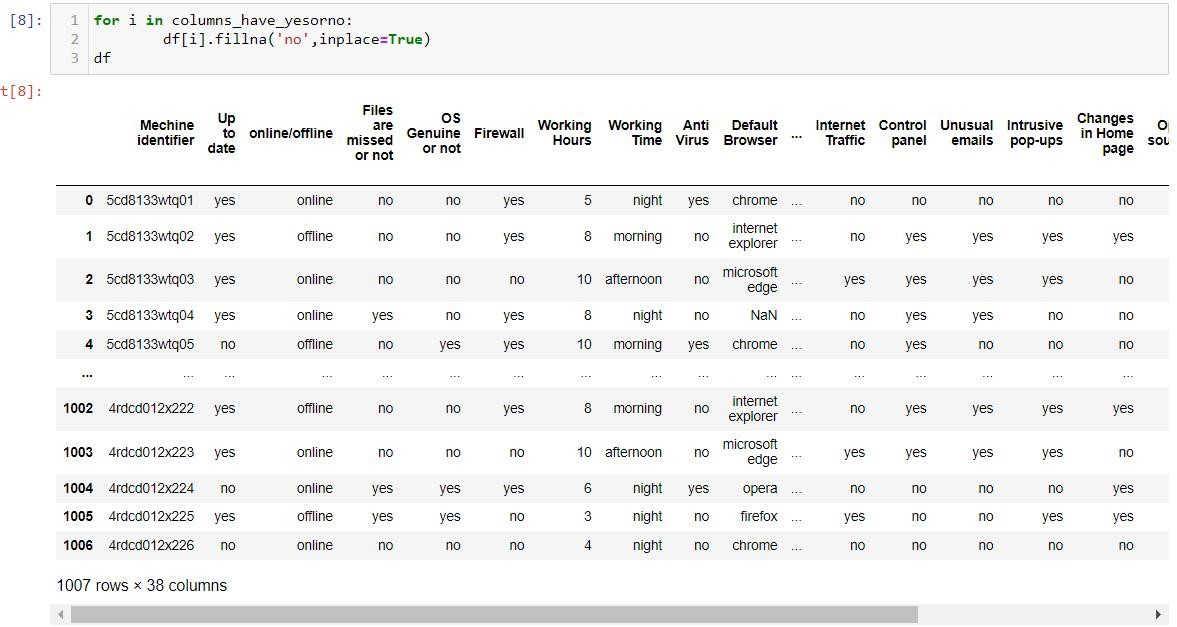 [8]:
1 for i in columns_have_yesorno:
2 df[i].fillna('no',inplace=True)
3 df
t[8]:
Mechine identifier Up to date online/offline Files are missed or not OS Genuine or not Firewall Working Hours Working Time Anti Virus Default Browser ... Internet Traffic Control panel Unusual emails Intrusive pop-ups Changes in Home page
0 5cd8133wtq01 yes online no no yes 5 night yes chrome ... no no no no no
1 5cd8133wtq02 yes offline no no yes 8 morning no internet explorer ... no yes yes yes yes
2 5cd8133wtq03 yes online no no no 10 afternoon no microsoft edge ... yes yes yes yes no
3 5cd8133wtq04 yes online yes no yes 8 night no NaN ... no yes yes no no
4 5cd8133wtq05 no offline no yes yes 10 morning yes chrome ... no yes no no no
... ... ... ... ... ... ... ... ... ... ... ... ... ... ... ... ...
1002 4rdcd012x222 yes offline no no yes 8 morning no internet explorer ... no yes yes yes yes
1003 4rdcd012x223 yes online no no no 10 afternoon no microsoft edge ... yes yes yes yes no
1004 4rdcd012x224 no online yes yes yes 6 night yes opera ... no no no no yes
1005 4rdcd012x225 yes offline yes yes no 3 night no firefox ... yes no no yes yes
1006 4rdcd012x226 no online no no no 4 night no chrome ... no no no no no
1007 rows × 38 columns